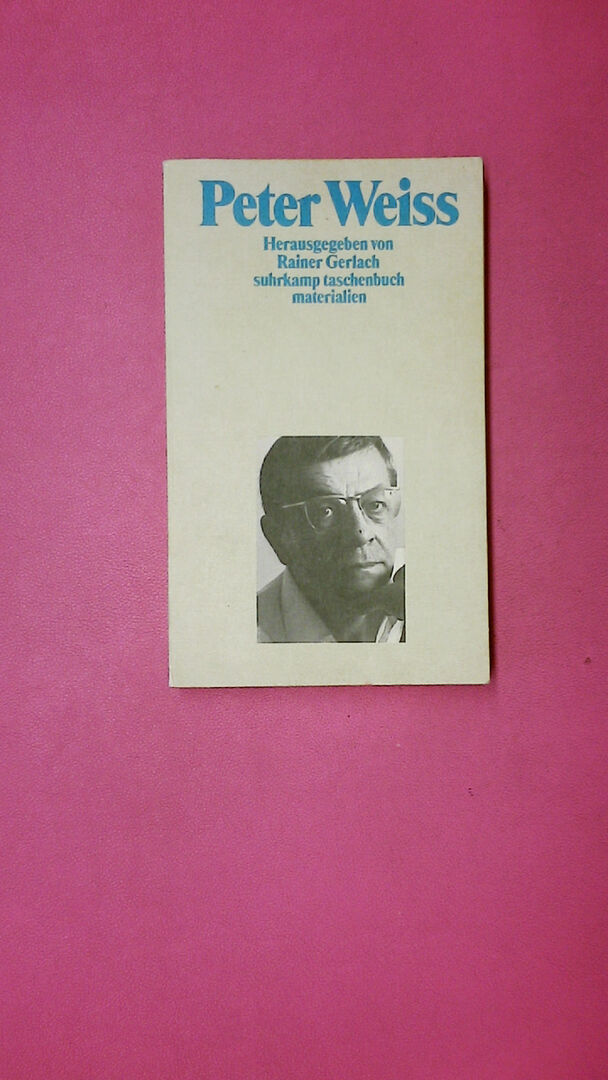 Peter Weiss
Herausgegeben von
Rainer Gerlach
suhrkamp taschenbuch
materialien